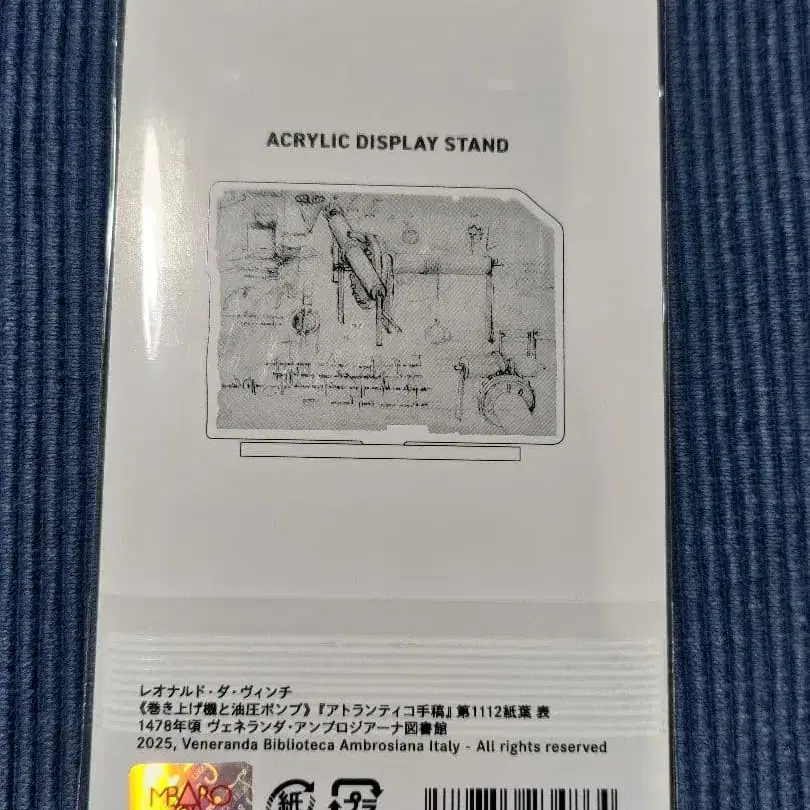 ACRYLIC DISPLAY STAND
レオナルド・ダ・ヴィンチ
《巻き上げ機と油圧ポンプ》『アトランティコ手稿』第1112紙葉 表
1478年頃 ヴェネランダ・アンブロジアーナ図書館
2025, Veneranda Biblioteca Ambrosiana Italy - All rights reserved
紙 プラ